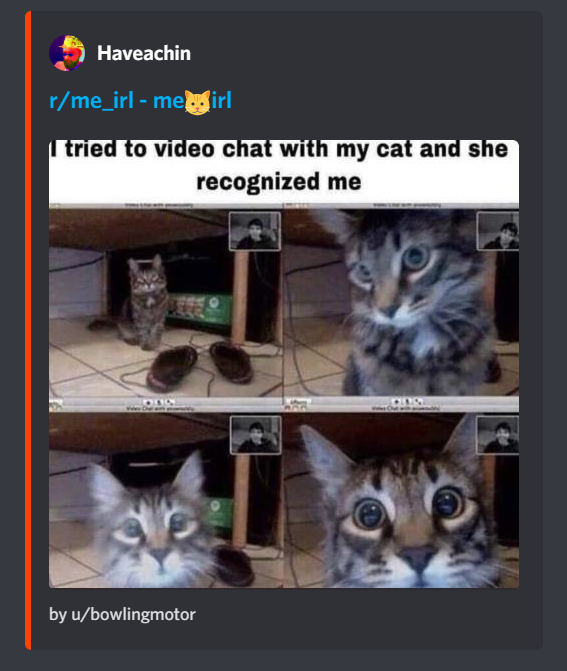 Haveachin
r/me_irl - me🐱irl
I tried to video chat with my cat and she
recognized me
by u/bowlingmotor